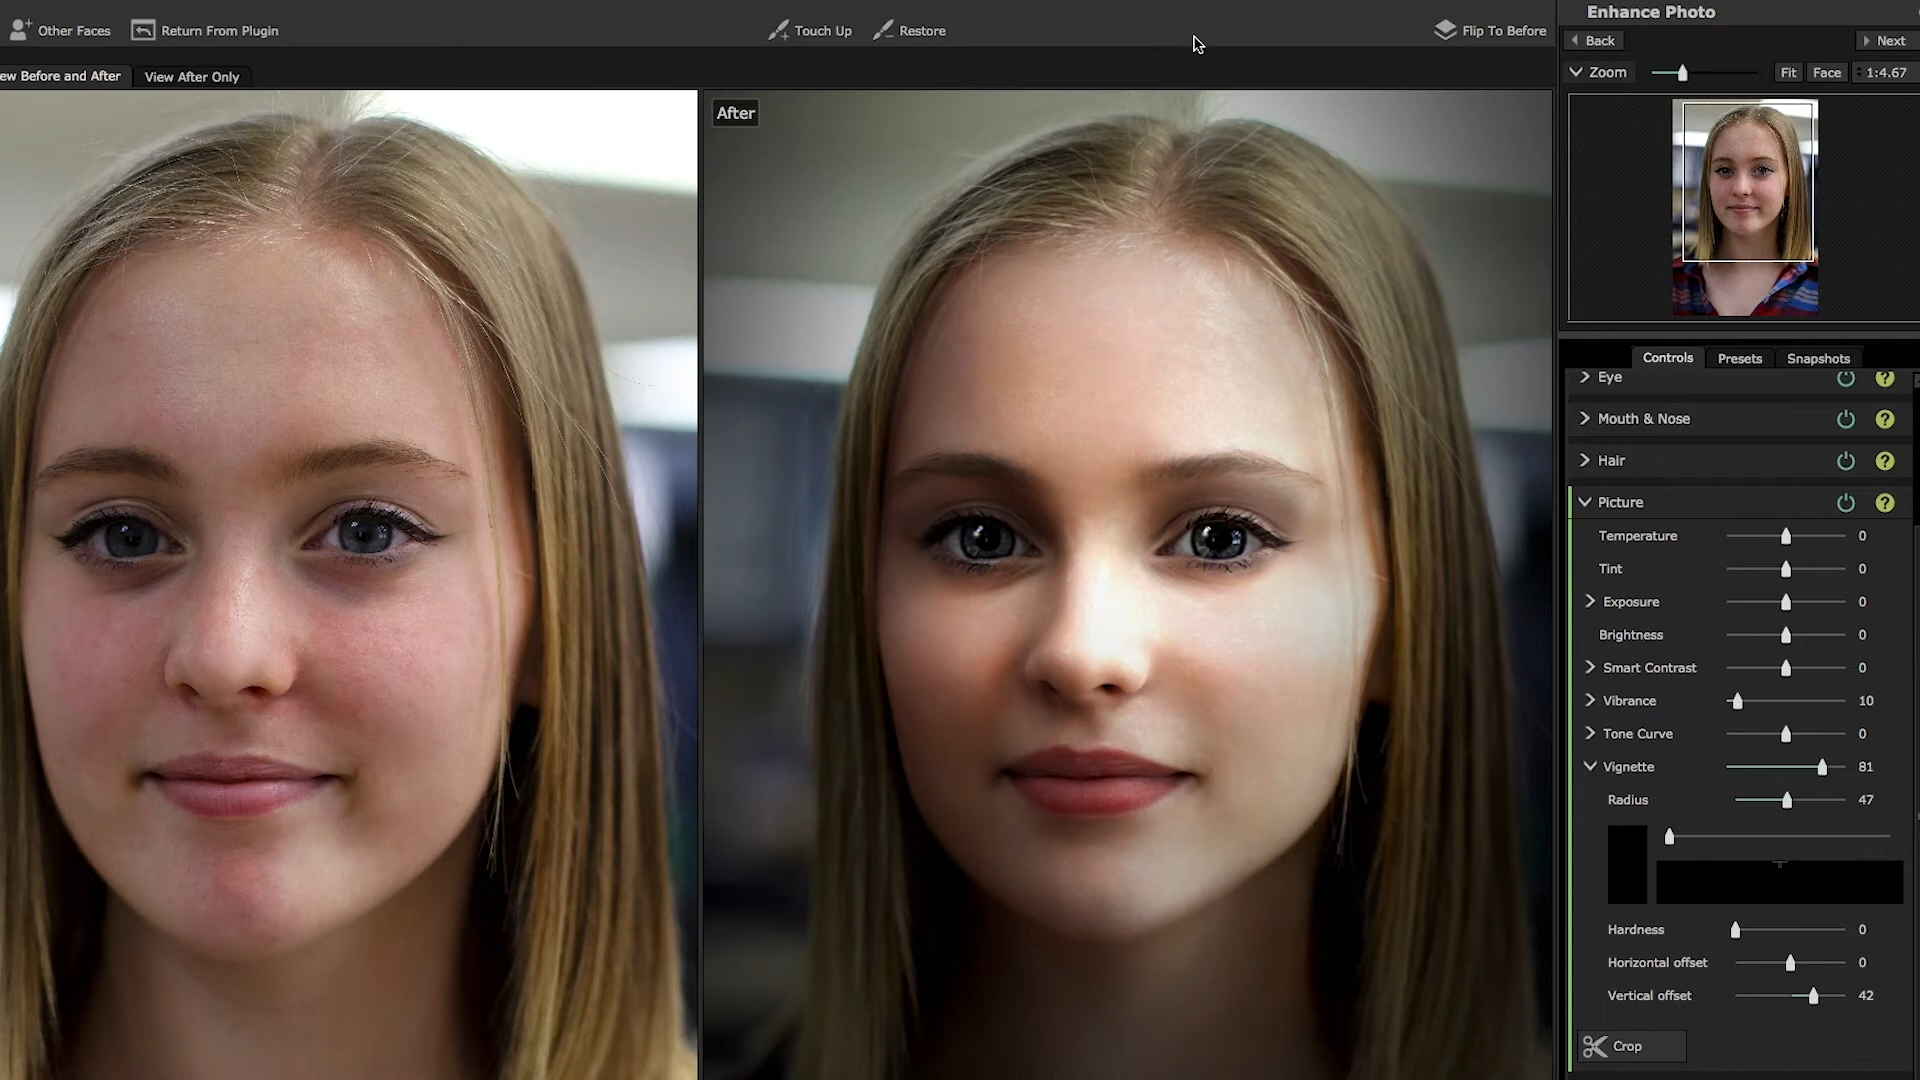 Enhance Photo
Other Faces
Return From Plugin
Touch Up
Restore
Flip To Before
Back
Next
ew Before and After
View After Only
Zoom
Fit
Face
1:4.67
After
Controls
Presets
Snapshots
Eye ?
Mouth & Nose ?
Hair ?
Picture ?
Temperature 0
Tint 0
Exposure 0
Brightness 0
Smart Contrast 0
Vibrance 10
Tone Curve 0
Vignette 81
Radius 47
Hardness 0
Horizontal offset 0
Vertical offset 42
Crop